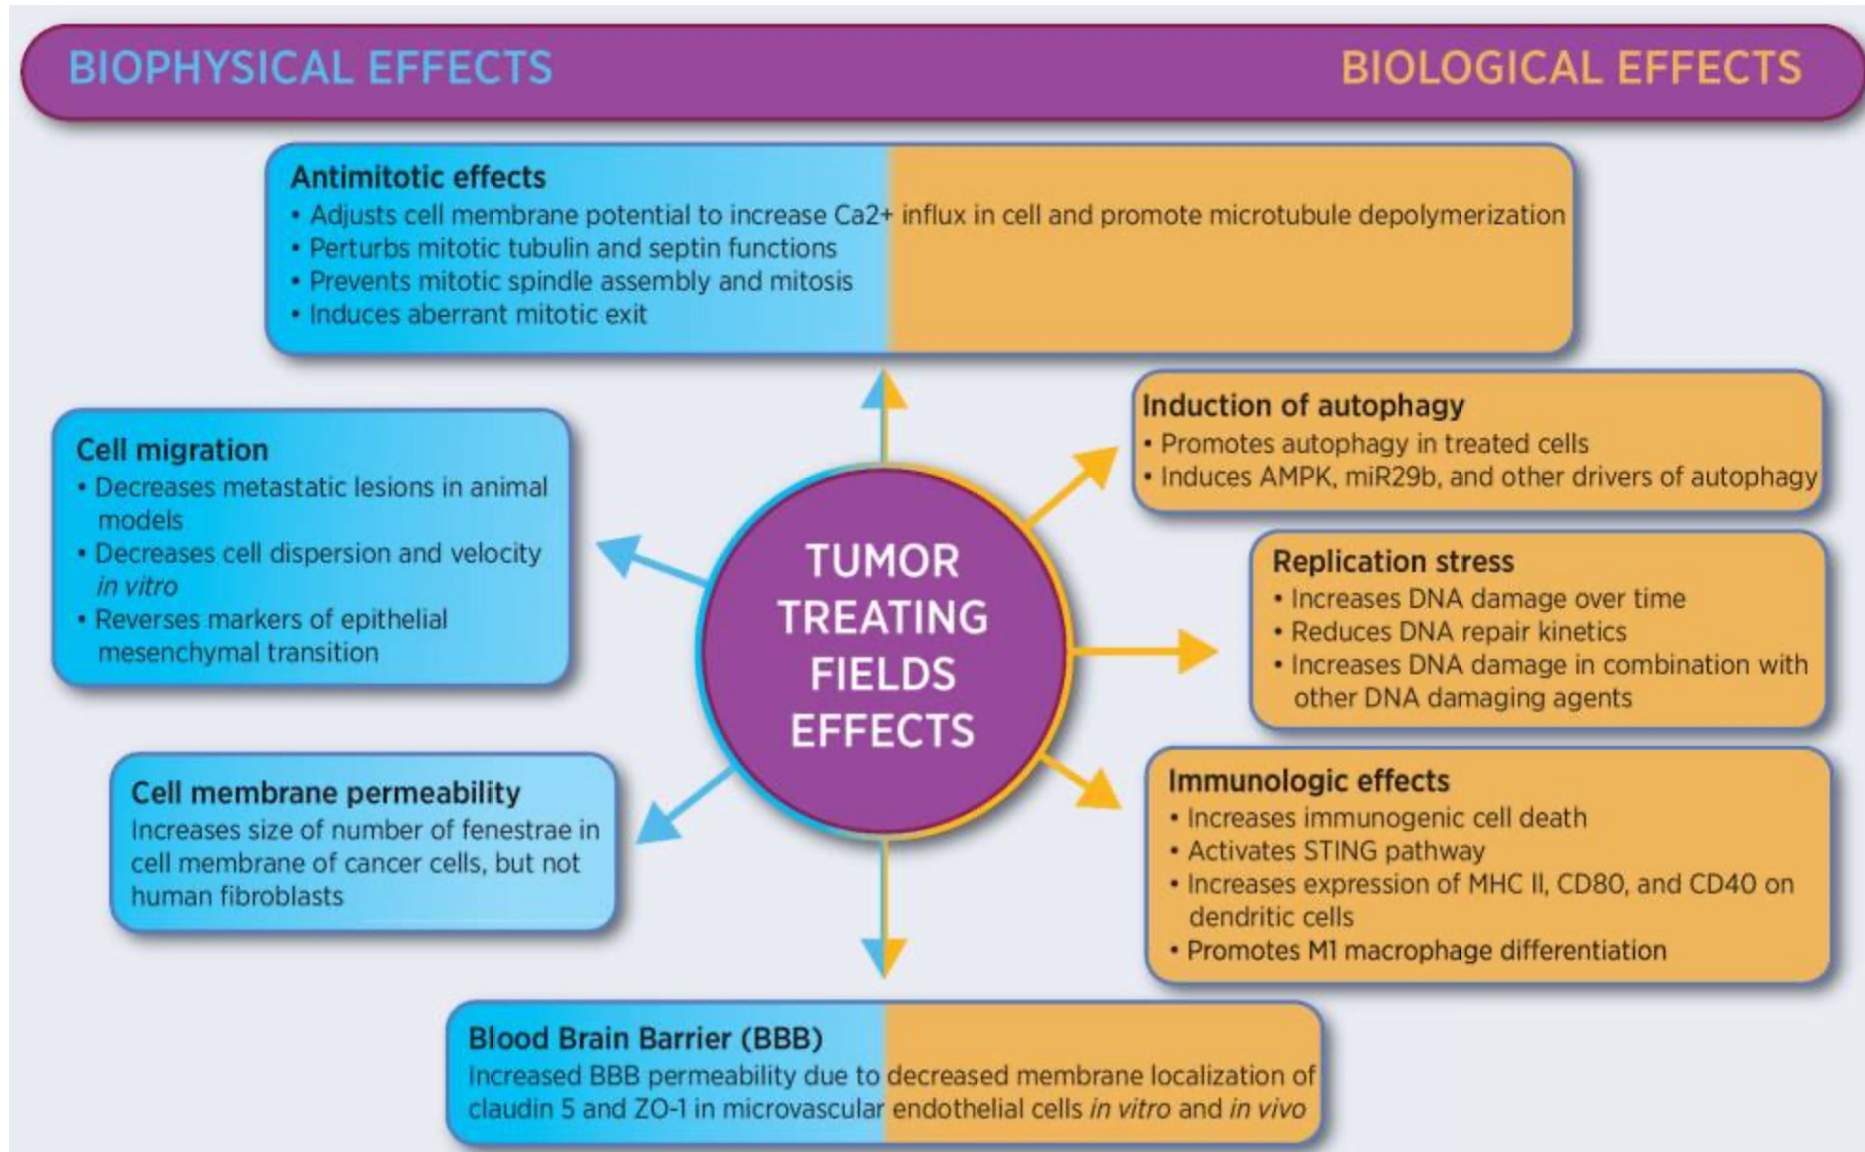 BIOPHYSICAL EFFECTS
BIOLOGICAL EFFECTS
Antimitotic effects
• Adjusts cell membrane potential to increase Ca2+ influx in cell and promote microtubule depolymerization
• Perturbs mitotic tubulin and septin functions
• Prevents mitotic spindle assembly and mitosis
• Induces aberrant mitotic exit
Cell migration
• Decreases metastatic lesions in animal
models
• Decreases cell dispersion and velocity
in vitro
• Reverses markers of epithelial
mesenchymal transition
Cell membrane permeability
Increases size of number of fenestrae in
cell membrane of cancer cells, but not
human fibroblasts
TUMOR
TREATING
FIELDS
EFFECTS
Induction of autophagy
• Promotes autophagy in treated cells
• Induces AMPK, miR29b, and other drivers of autophagy
Replication stress
• Increases DNA damage over time
• Reduces DNA repair kinetics
• Increases DNA damage in combination with
other DNA damaging agents
Immunologic effects
• Increases immunogenic cell death
• Activates STING pathway
• Increases expression of MHC II, CD80, and CD40 on
dendritic cells
• Promotes M1 macrophage differentiation
Blood Brain Barrier (BBB)
Increased BBB permeability due to decreased membrane localization of
claudin 5 and ZO-1 in microvascular endothelial cells in vitro and in vivo